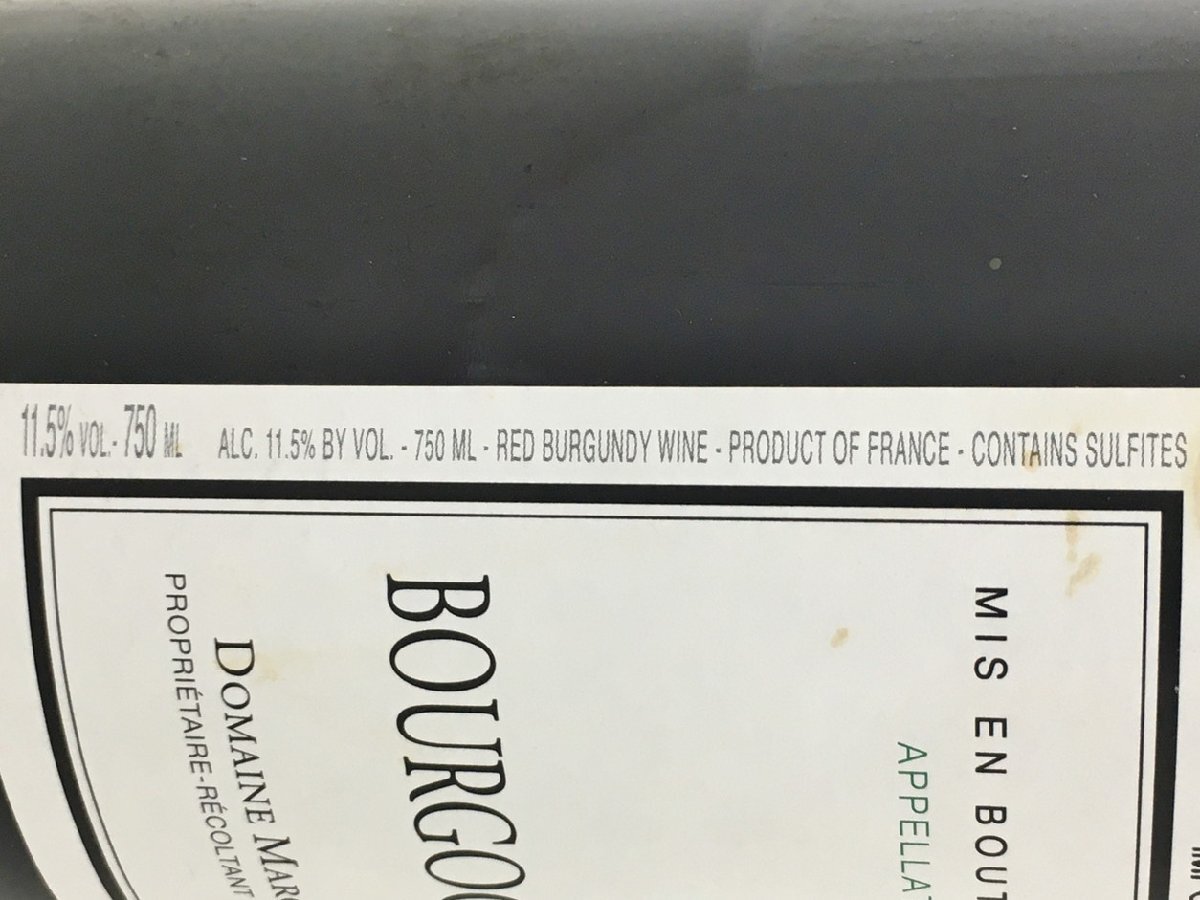 11.5% VOL.- 750 ML ALC. 11.5% BY VOL. - 750 ML - RED BURGUNDY WINE - PRODUCT OF FRANCE - CONTAINS SULFITES
MIS EN BOUT
APPELLAT
BOURGO
DOMAINE MAR
PROPRIÉTAIRE-RÉCOLTANT